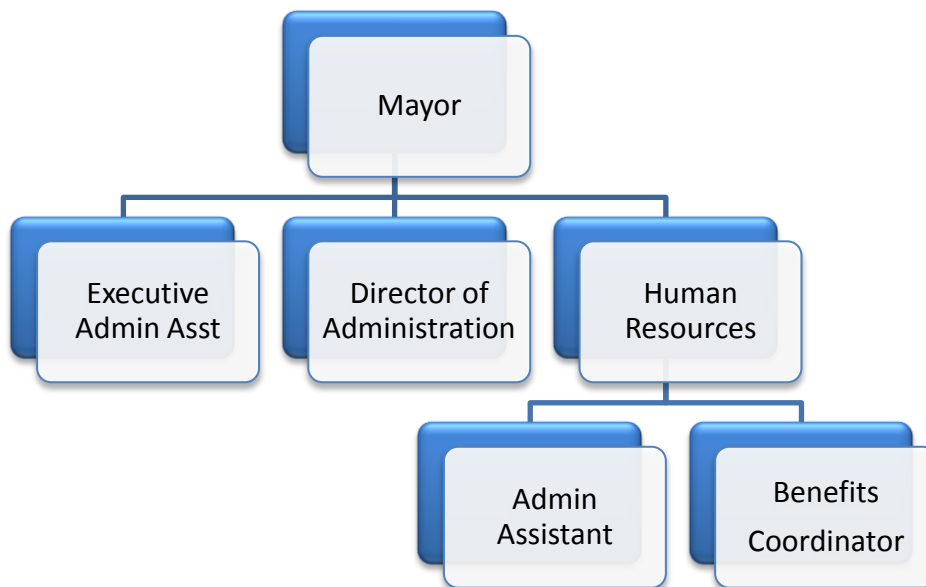 Mayor
Executive
Admin Asst
Director of
Administration
Human
Resources
Admin
Assistant
Benefits
Coordinator